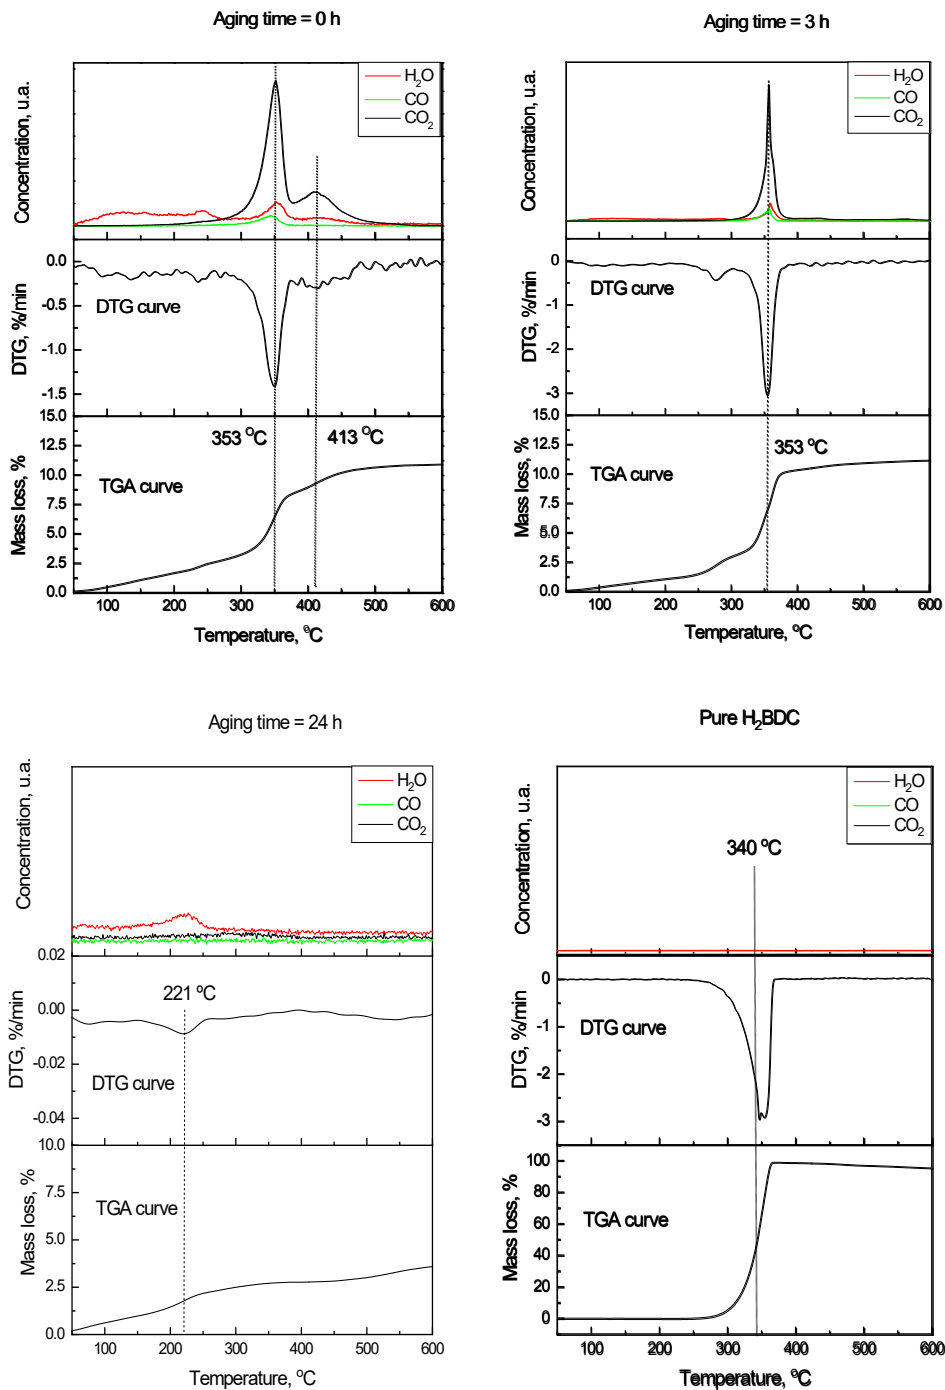 Aging time = 0 h
Concentration, u.a.
H₂O
CO
CO₂
DTG, %/min
0.0
-0.5
-1.0
-1.5
DTG curve
Mass loss, %
15.0
12.5
10.0
7.5
5.0
2.5
0.0
353 °C
413 °C
TGA curve
100 200 300 400 500 600
Temperature, °C
Aging time = 3 h
Concentration, u.a.
H₂O
CO
CO₂
DTG, %/min
0
-1
-2
-3
DTG curve
Mass loss, %
15.0
12.5
10.0
7.5
5.0
2.5
0.0
353 °C
TGA curve
100 200 300 400 500 600
Temperature, °C
Aging time = 24 h
Concentration, u.a.
H₂O
CO
CO₂
DTG, %/min
0.02
0.00
-0.02
-0.04
221 °C
DTG curve
Mass loss, %
10.0
7.5
5.0
2.5
0.0
TGA curve
100 200 300 400 500 600
Temperature, °C
Pure H₂BDC
Concentration, u.a.
H₂O
CO
CO₂
340 °C
DTG, %/min
0
-1
-2
-3
DTG curve
Mass loss, %
100
80
60
40
20
0
TGA curve
100 200 300 400 500 600
Temperature, °C